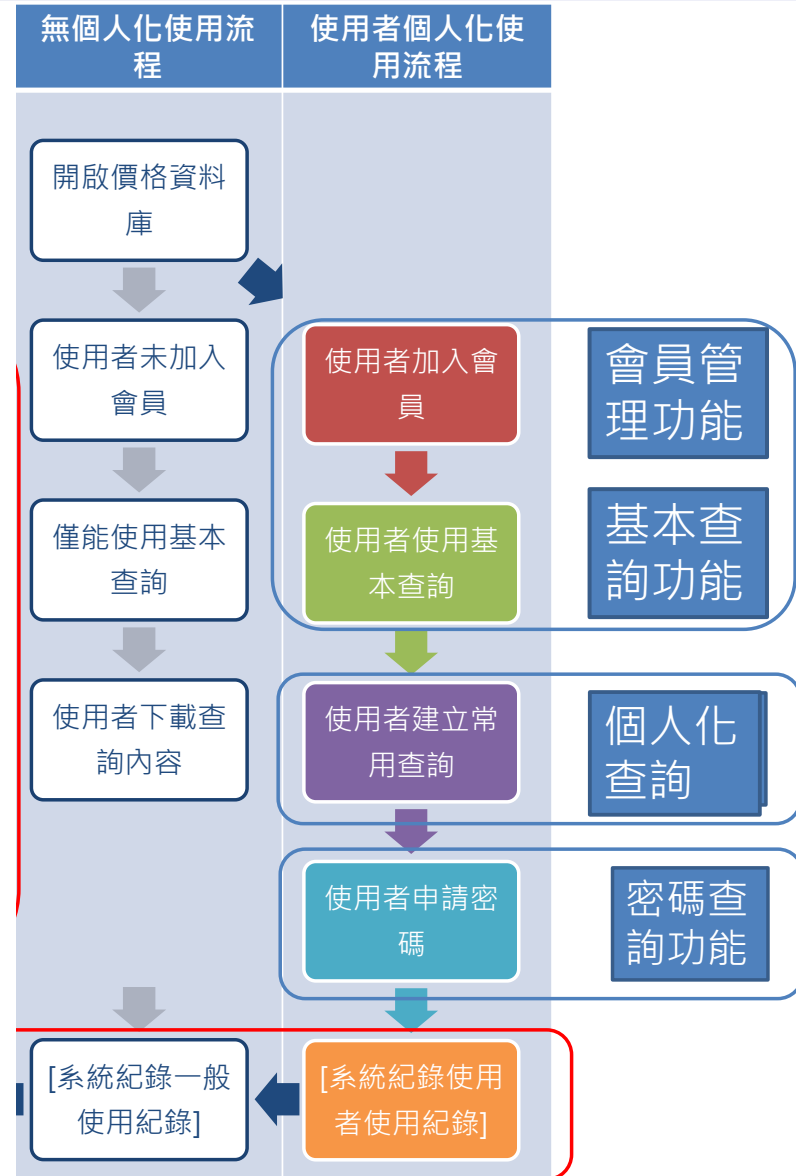 無個人化使用流
程
使用者個人化使
用流程
開啟價格資料
庫
使用者未加入
會員
使用者加入會
員
會員管
理功能
僅能使用基本
查詢
使用者使用基
本查詢
基本查
詢功能
使用者下載查
詢內容
使用者建立常
用查詢
個人化
查詢
使用者申請密
碼
密碼查
詢功能
[系統紀錄一般
使用紀錄]
[系統紀錄使用
者使用紀錄]